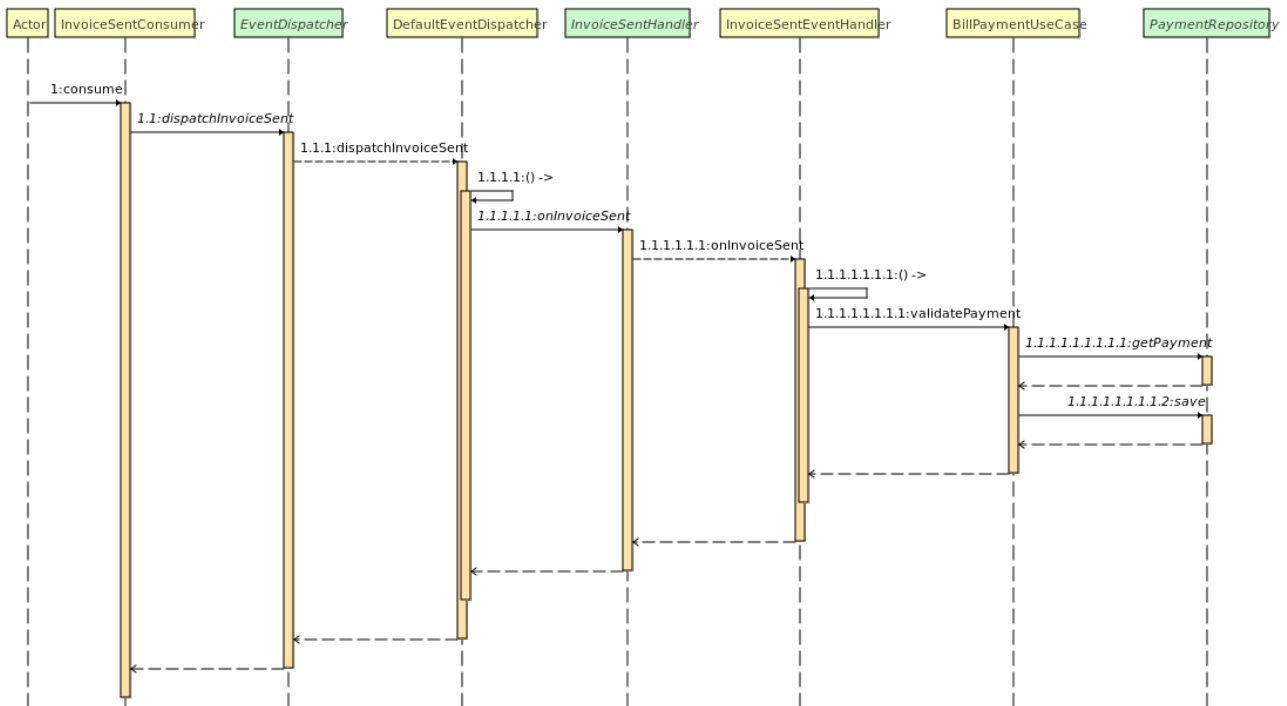 Actor InvoiceSentConsumer EventDispatcher DefaultEventDispatcher InvoiceSentHandler InvoiceSentEventHandler BillPaymentUseCase PaymentRepository
1:consume
1.1:dispatchInvoiceSent
1.1.1:dispatchInvoiceSent
1.1.1.1:() ->
1.1.1.1.1:onInvoiceSent
1.1.1.1.1.1:onInvoiceSent
1.1.1.1.1.1.1:() ->
1.1.1.1.1.1.1.1:validatePayment
1.1.1.1.1.1.1.1.1:getPayment
1.1.1.1.1.1.1.1.2:save